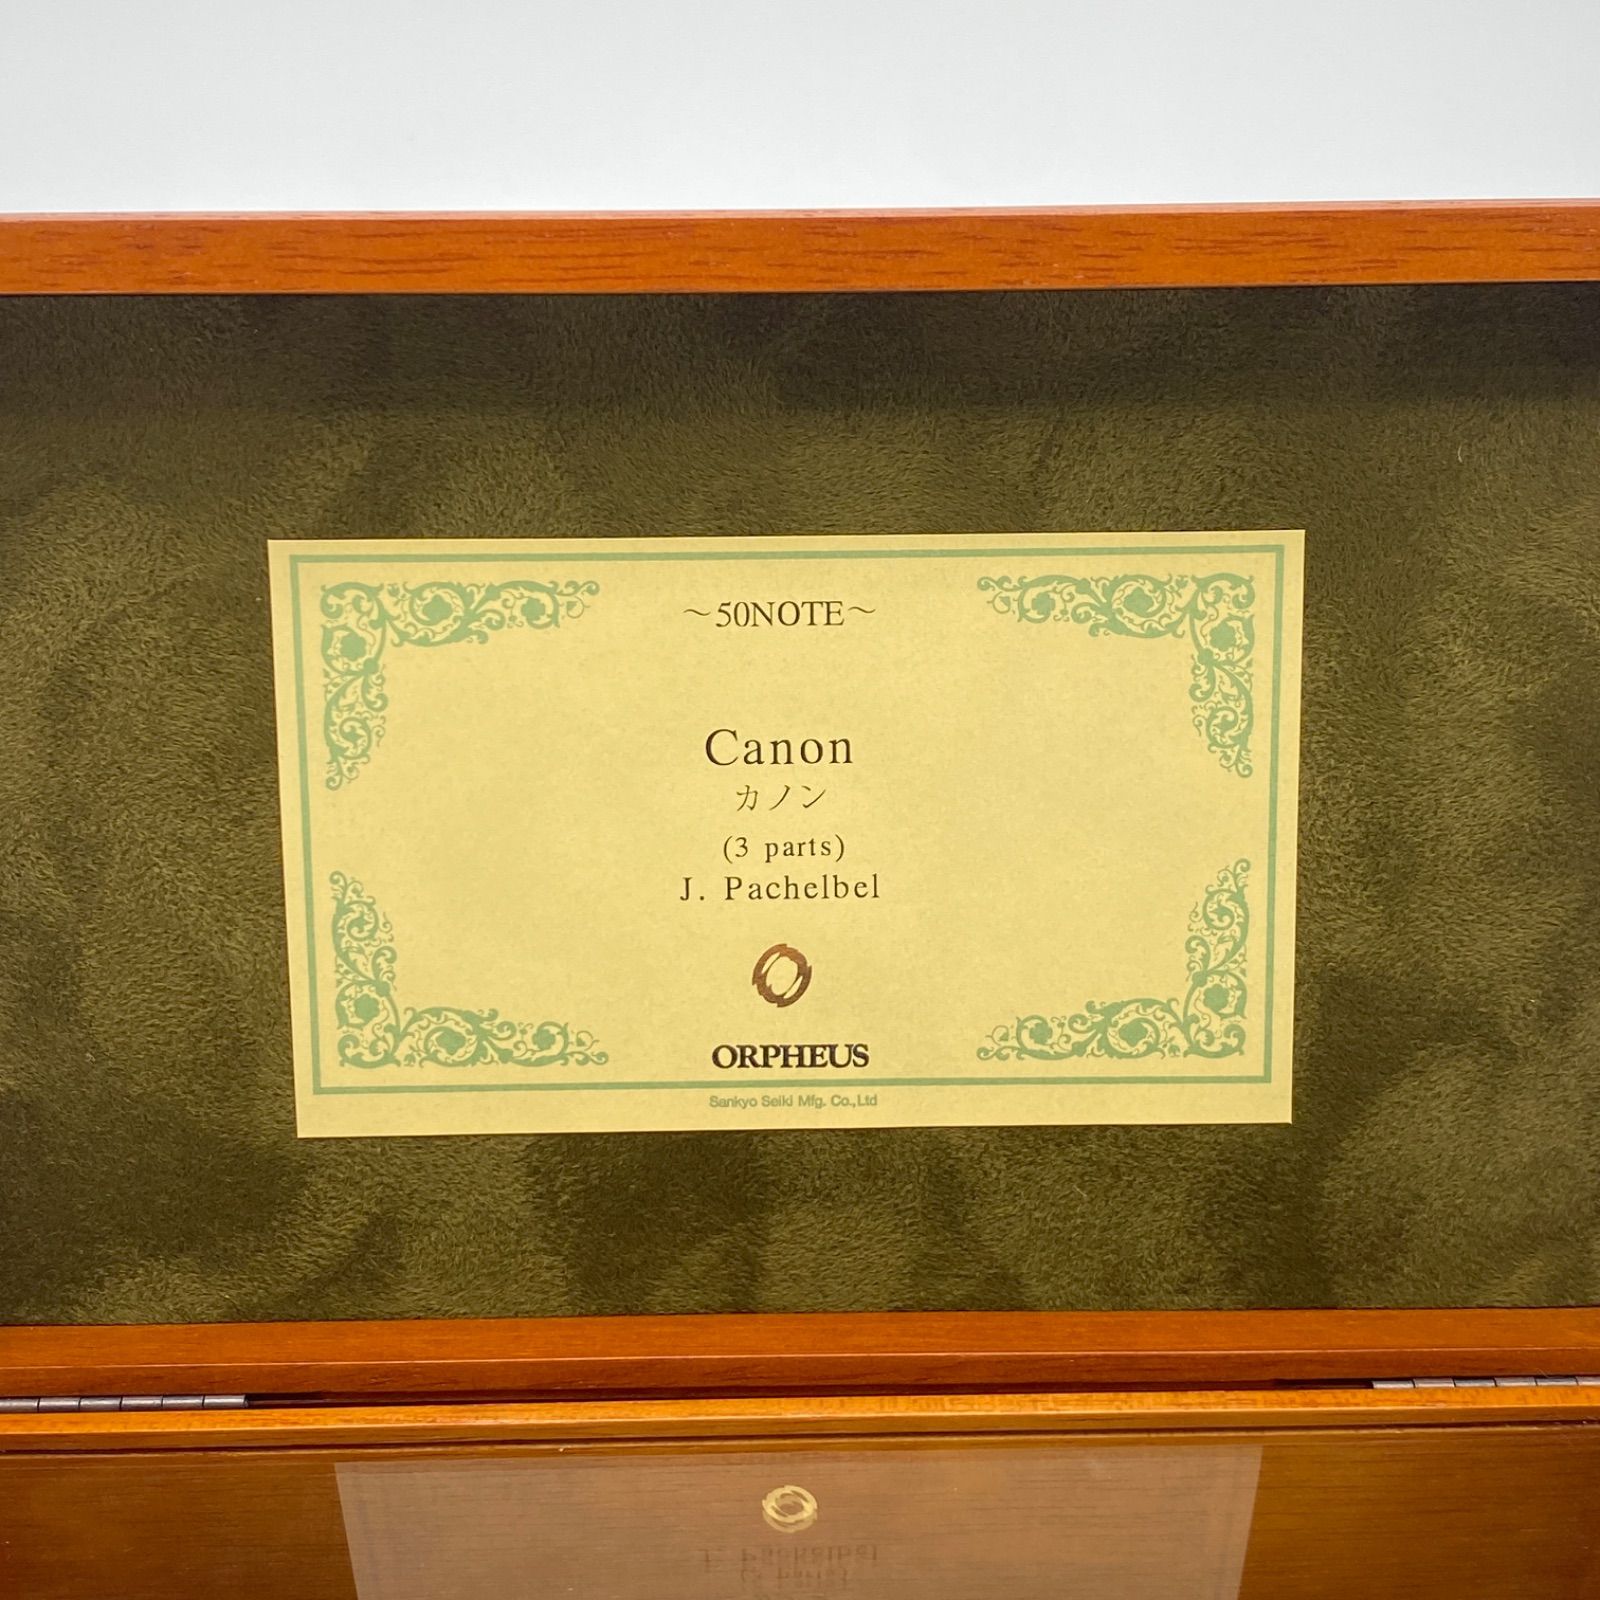 ～50NOTE～
Canon
カノン
(3 parts)
J. Pachelbel
ORPHEUS
Sankyo Seiki Mfg. Co.,Ltd